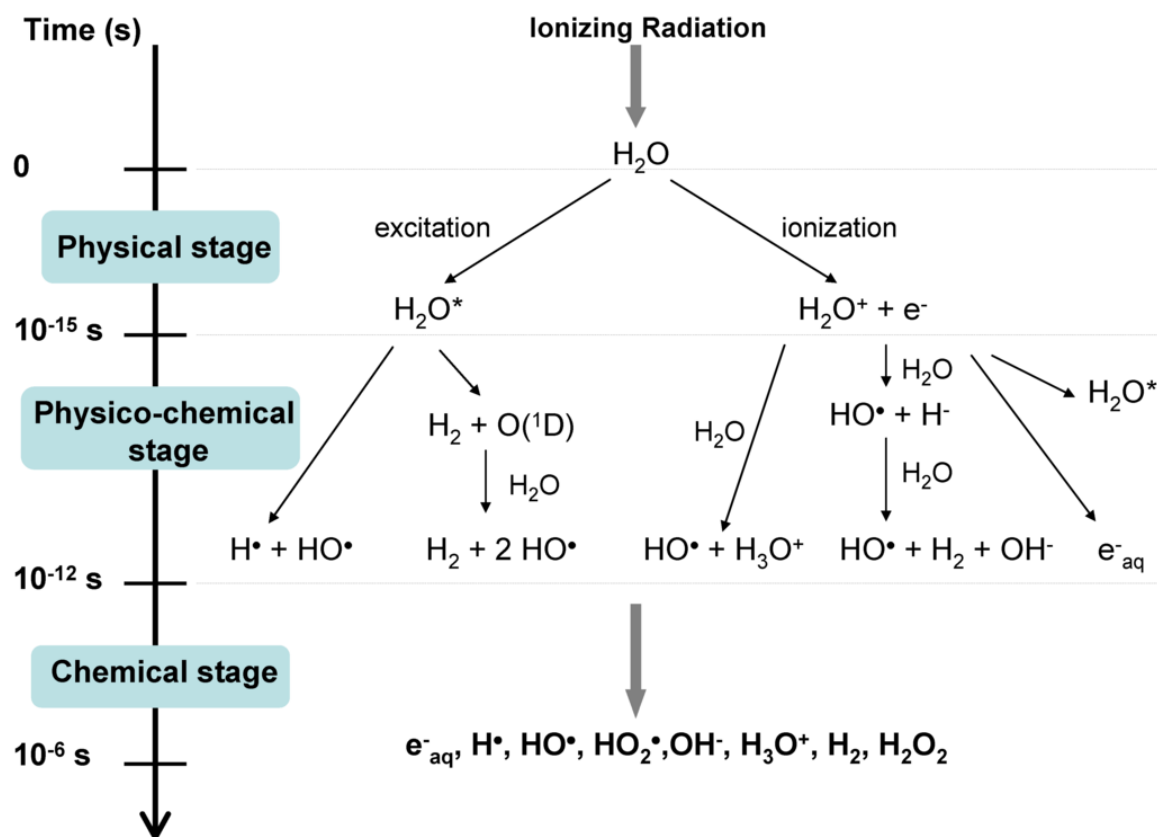 Time (s)
Ionizing Radiation
0
H₂O
excitation
ionization
Physical stage
H₂O*
H₂O⁺ + e⁻
10⁻¹⁵ s
H₂O
H₂O*
Physico-chemical
stage
H₂ + O(¹D)
H₂O
HO• + H⁻
H₂O
H₂O
H• + HO•
H₂ + 2 HO•
HO• + H₃O⁺
HO• + H₂ + OH⁻
e⁻aq
10⁻¹² s
Chemical stage
10⁻⁶ s
e⁻aq, H•, HO•, HO₂•,OH⁻, H₃O⁺, H₂, H₂O₂